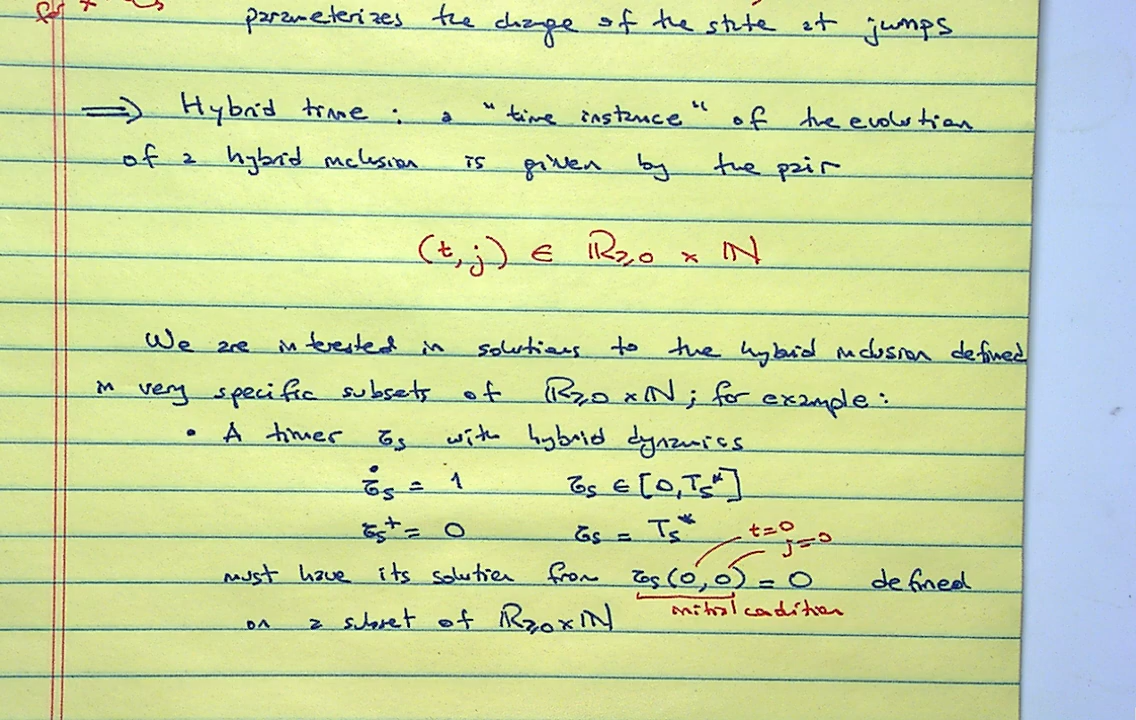 parameterizes the change of the state at jumps
⟹ Hybrid time : a "time instance" of the evolution
of a hybrid inclusion is given by the pair
(t,j) ∈ ℝ≥0 × ℕ
We are interested in solutions to the hybrid inclusion defined
in very specific subsets of ℝ≥0 × ℕ ; for example :
• A timer τs with hybrid dynamics
τ̇s = 1 τs ∈ [0,Ts*]
τs⁺ = 0 τs = Ts*
t=0
j=0
must have its solution from τs(0,0) = 0 defined
initial condition
on a subset of ℝ≥0 × ℕ